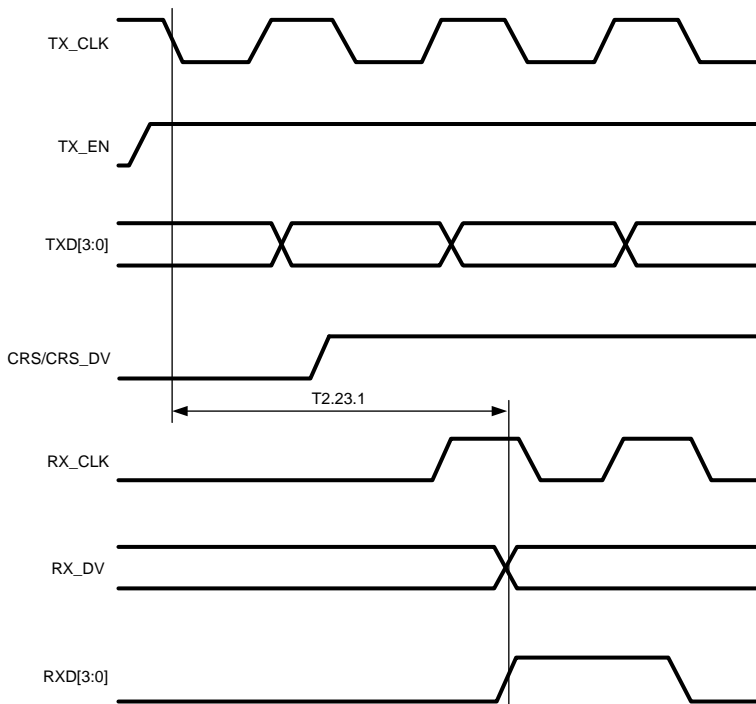 TX_CLK
TX_EN
TXD[3:0]
CRS/CRS_DV
T2.23.1
RX_CLK
RX_DV
RXD[3:0]